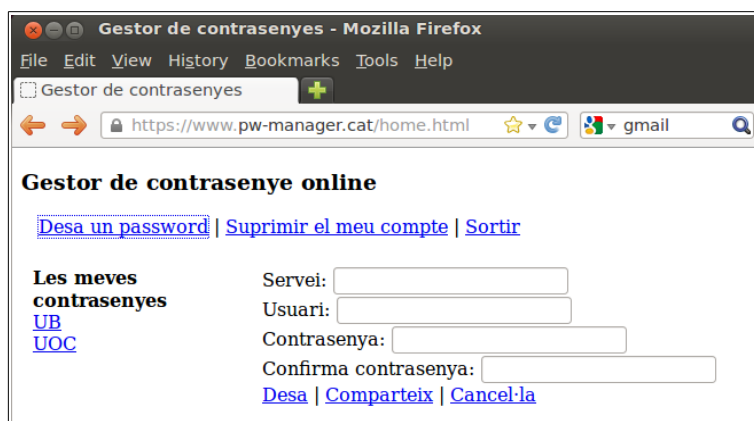 Gestor de contrasenyes - Mozilla Firefox
File Edit View History Bookmarks Tools Help
Gestor de contrasenyes
https://www.pw-manager.cat/home.html gmail
Gestor de contrasenye online
Desa un password | Suprimir el meu compte | Sortir
Les meves
contrasenyes
UB
UOC
Servei:
Usuari:
Contrasenya:
Confirma contrasenya:
Desa | Comparteix | Cancel·la